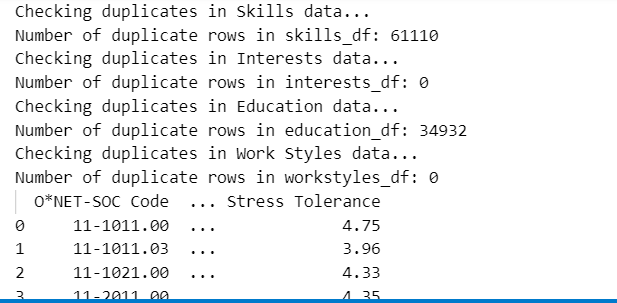 Checking duplicates in Skills data...
Number of duplicate rows in skills_df: 61110
Checking duplicates in Interests data...
Number of duplicate rows in interests_df: 0
Checking duplicates in Education data...
Number of duplicate rows in education_df: 34932
Checking duplicates in Work Styles data...
Number of duplicate rows in workstyles_df: 0
O*NET-SOC Code ... Stress Tolerance
0 11-1011.00 ... 4.75
1 11-1011.03 ... 3.96
2 11-1021.00 ... 4.33
3 11-2011.00 4.35